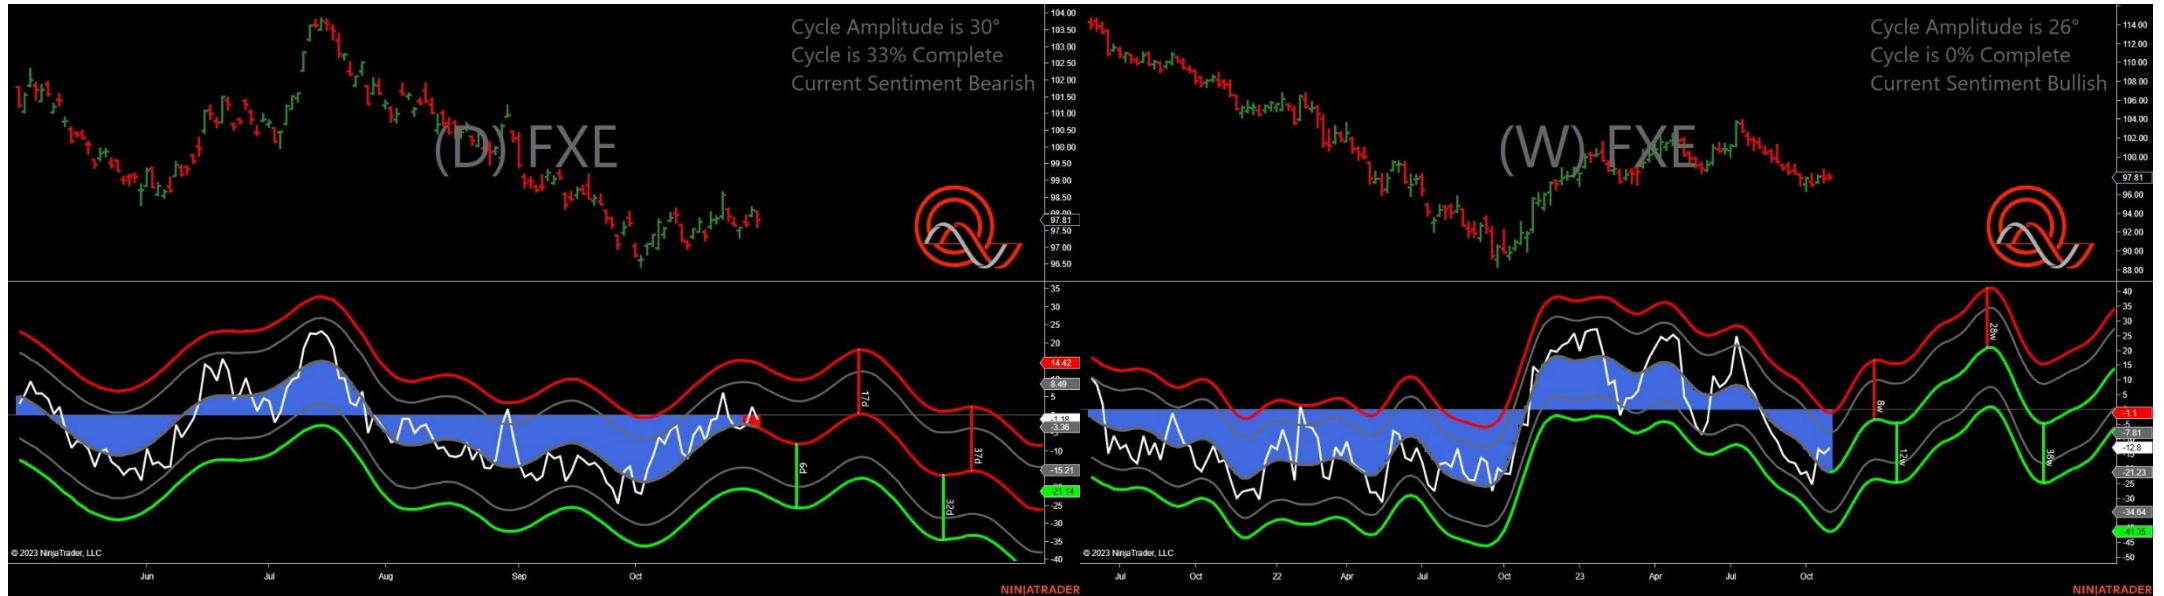 Cycle Amplitude is 30°
Cycle is 33% Complete
Current Sentiment Bearish
(D) FXE
104.00
103.50
103.00
102.50
102.00
101.50
101.00
100.50
100.00
99.50
99.00
98.50
98.00
97.81
97.50
97.00
96.50
35
30
25
20
14.42
8.49
5
-3.36
-10
-15.21
-21.14
-25
-30
-35
-40
6d
17d
32d
37d
© 2023 NinjaTrader, LLC
Jun Jul Aug Sep Oct
NINJATRADER
Cycle Amplitude is 26°
Cycle is 0% Complete
Current Sentiment Bullish
(W) FXE
114.00
112.00
110.00
108.00
106.00
104.00
102.00
100.00
97.81
96.00
94.00
92.00
90.00
88.00
40
35
30
25
20
15
10
5
-1.1
-5
-7.81
-12.8
-21.23
-25
-30
-34.64
-41.35
-45
-50
8w
12w
28w
38w
© 2023 NinjaTrader, LLC
Jul Oct 22 Apr Jul Oct 23 Apr Jul Oct
NINJATRADER